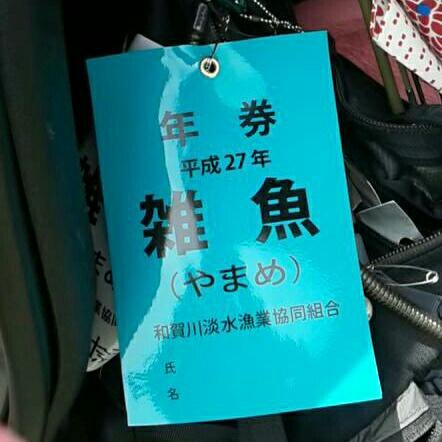 年券
平成27年
雑魚
(やまめ)
和賀川淡水漁業協同組合
氏
名